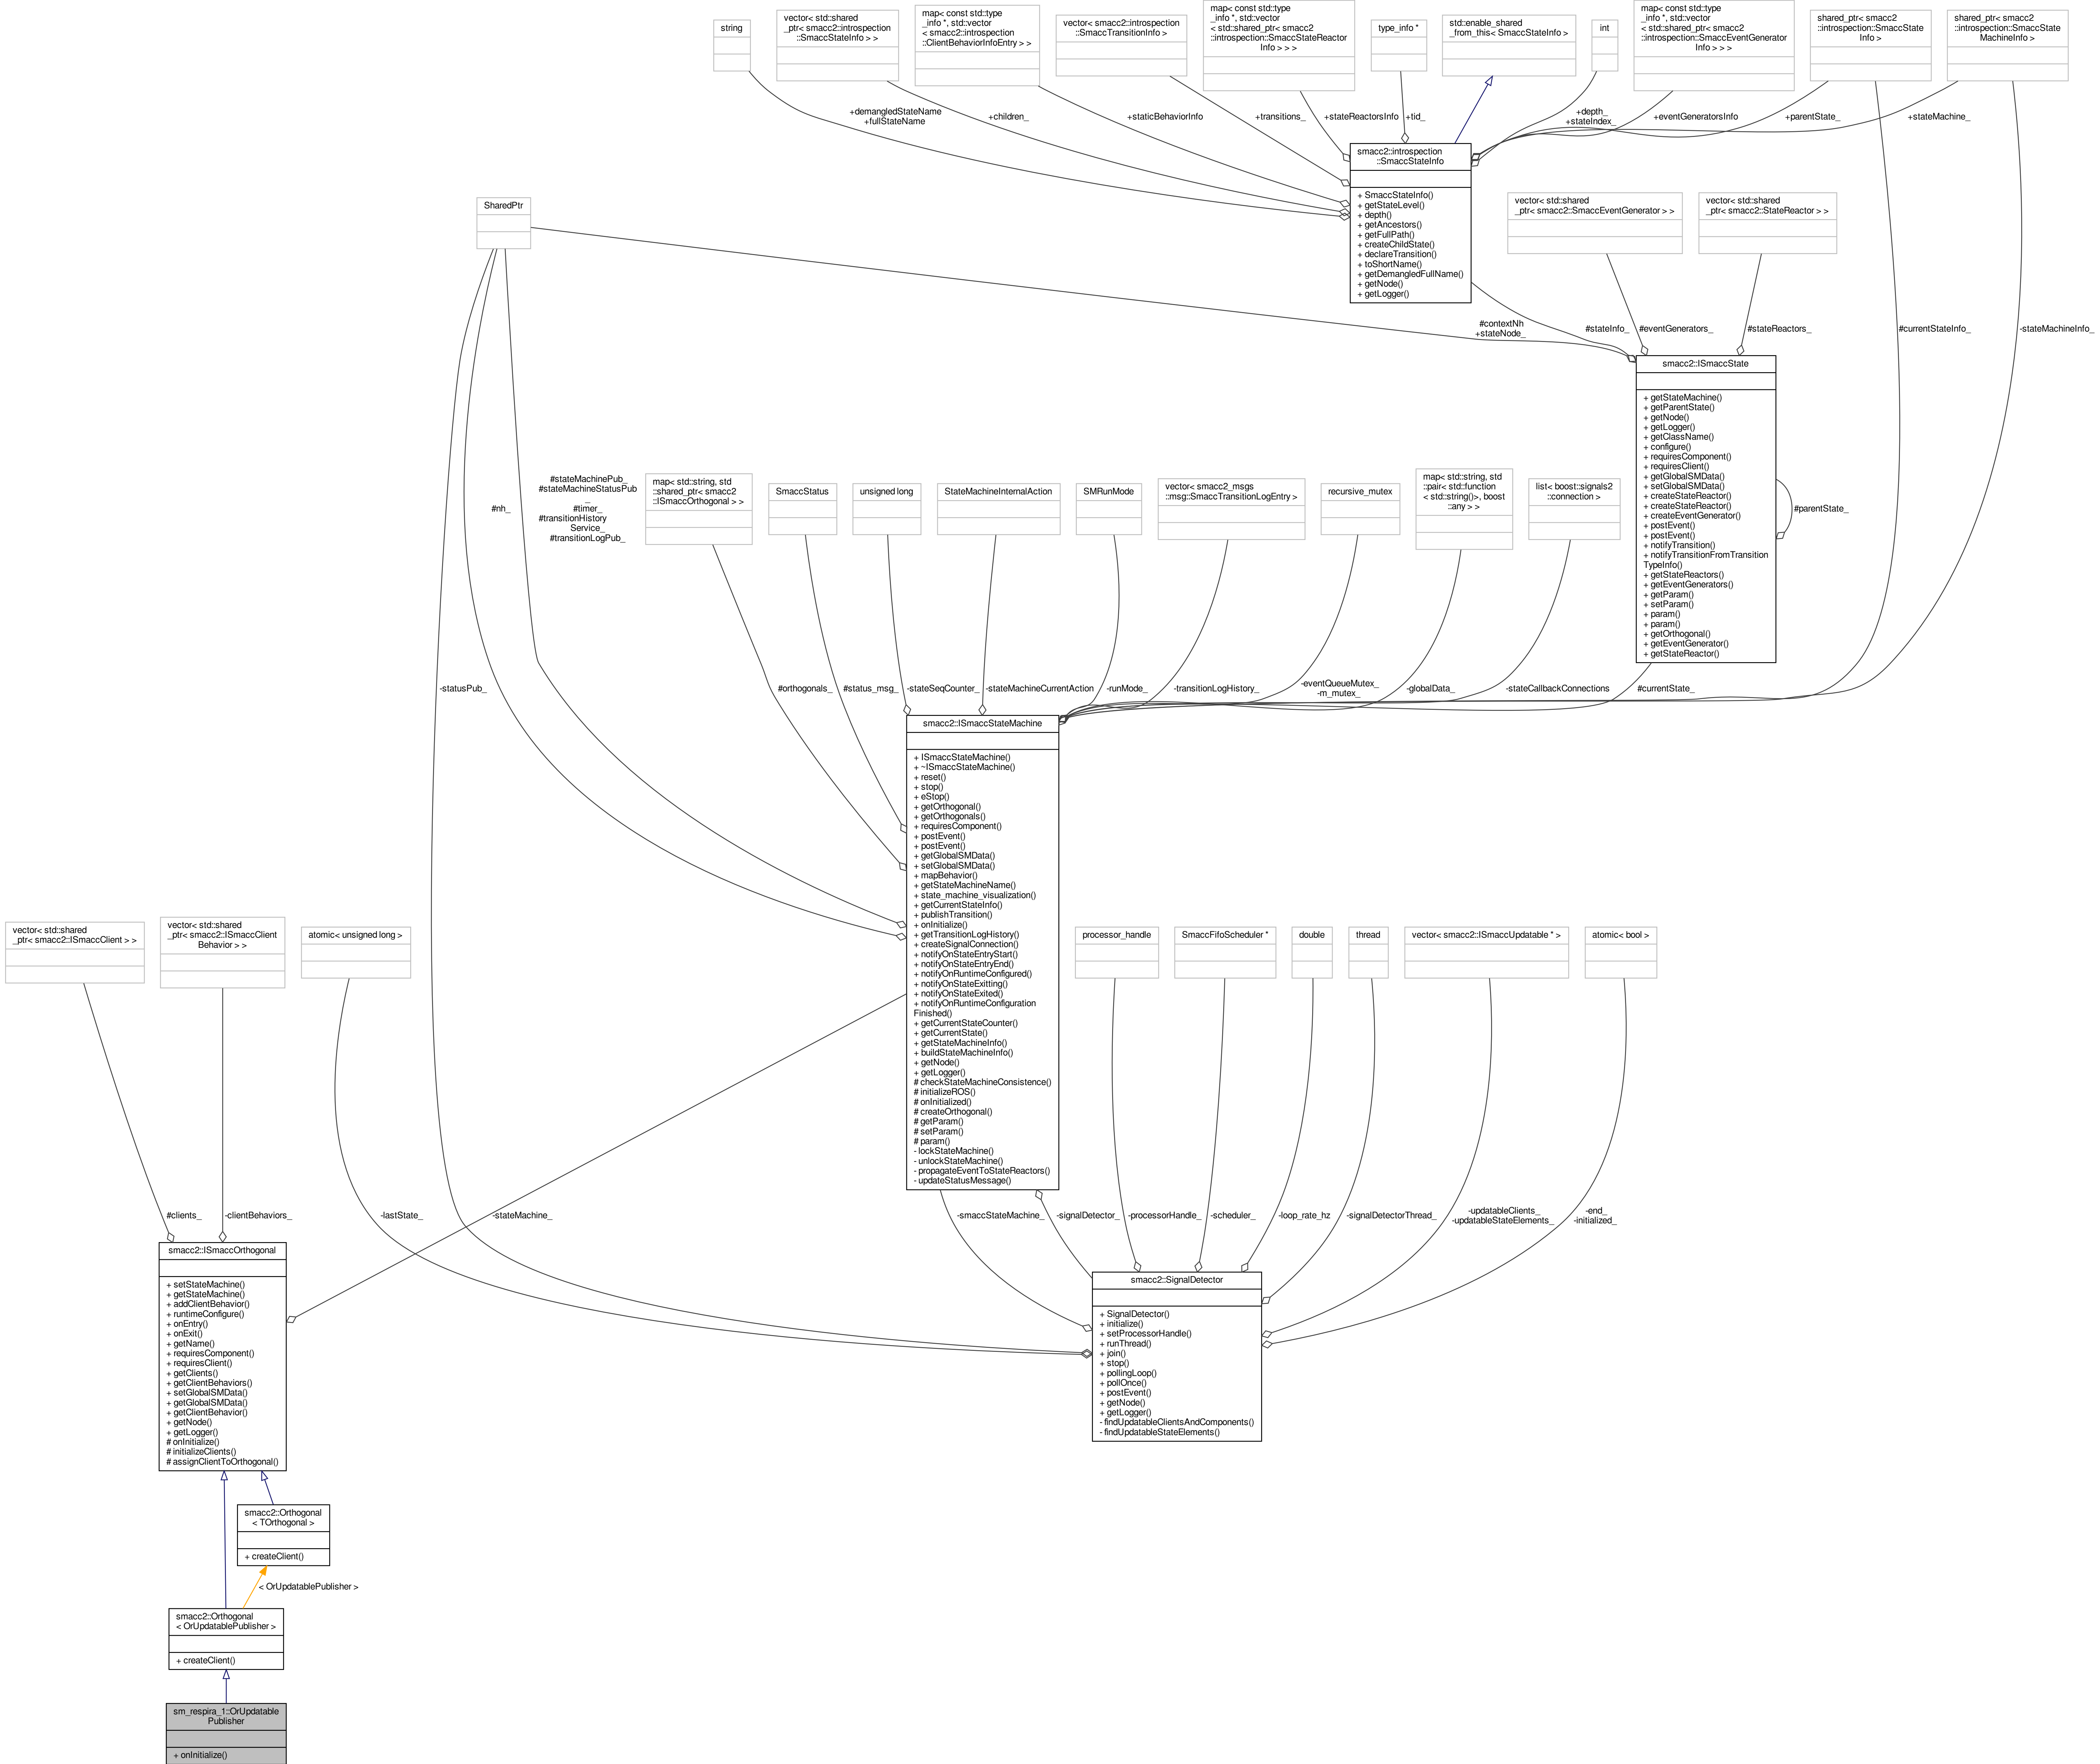 string
vector< std::shared
_ptr< smacc2::introspection
::SmaccStateInfo > >
map< const std::type
_info *, std::vector
< smacc2::introspection
::ClientBehaviorInfoEntry > >
vector< smacc2::introspection
::SmaccTransitionInfo >
map< const std::type
_info *, std::vector
< std::shared_ptr< smacc2
::introspection::SmaccStateReactor
Info > > >
type_info *
std::enable_shared
_from_this< SmaccStateInfo >
int
map< const std::type
_info *, std::vector
< std::shared_ptr< smacc2
::introspection::SmaccEventGenerator
Info > > >
shared_ptr< smacc2
::introspection::SmaccState
Info >
shared_ptr< smacc2
::introspection::SmaccState
MachineInfo >
+demangledStateName
+fullStateName
+children_
+staticBehaviorInfo
+transitions_
+stateReactorsInfo
+tid_
+depth_
+stateIndex_
+eventGeneratorsInfo
+parentState_
+stateMachine_
smacc2::introspection
::SmaccStateInfo
+ SmaccStateInfo()
+ getStateLevel()
+ depth()
+ getAncestors()
+ getFullPath()
+ createChildState()
+ declareTransition()
+ toShortName()
+ getDemangledFullName()
+ getNode()
+ getLogger()
SharedPtr
vector< std::shared
_ptr< smacc2::SmaccEventGenerator > >
vector< std::shared
_ptr< smacc2::StateReactor > >
#contextNh
+stateNode_
#stateInfo_
#eventGenerators_
#stateReactors_
#currentStateInfo_
-stateMachineInfo_
smacc2::ISmaccState
+ getStateMachine()
+ getParentState()
+ getNode()
+ getLogger()
+ getClassName()
+ configure()
+ requiresComponent()
+ requiresClient()
+ getGlobalSMData()
+ setGlobalSMData()
+ createStateReactor()
+ createStateReactor()
+ createEventGenerator()
+ postEvent()
+ postEvent()
+ notifyTransition()
+ notifyTransitionFromTransition
TypeInfo()
+ getStateReactors()
+ getEventGenerators()
+ getParam()
+ setParam()
+ param()
+ param()
+ getOrthogonal()
+ getEventGenerator()
+ getStateReactor()
#parentState_
#nh_
#stateMachinePub_
#stateMachineStatusPub
_
#timer_
#transitionHistory
Service_
#transitionLogPub_
map< std::string, std
::shared_ptr< smacc2
::ISmaccOrthogonal > >
SmaccStatus
unsigned long
StateMachineInternalAction
SMRunMode
vector< smacc2_msgs
::msg::SmaccTransitionLogEntry >
recursive_mutex
map< std::string, std
::pair< std::function
< std::string()>, boost
::any > >
list< boost::signals2
::connection >
-statusPub_
#orthogonals_
#status_msg_
-stateSeqCounter_
-stateMachineCurrentAction
-runMode_
-transitionLogHistory_
-eventQueueMutex_
-m_mutex_
-globalData_
-stateCallbackConnections
#currentState_
smacc2::ISmaccStateMachine
+ ISmaccStateMachine()
+ ~ISmaccStateMachine()
+ reset()
+ stop()
+ eStop()
+ getOrthogonal()
+ getOrthogonals()
+ requiresComponent()
+ postEvent()
+ postEvent()
+ getGlobalSMData()
+ setGlobalSMData()
+ mapBehavior()
+ getStateMachineName()
+ state_machine_visualization()
+ getCurrentStateInfo()
+ publishTransition()
+ onInitialize()
+ getTransitionLogHistory()
+ createSignalConnection()
+ notifyOnStateEntryStart()
+ notifyOnStateEntryEnd()
+ notifyOnRuntimeConfigured()
+ notifyOnStateExitting()
+ notifyOnStateExited()
+ notifyOnRuntimeConfiguration
Finished()
+ getCurrentStateCounter()
+ getCurrentState()
+ getStateMachineInfo()
+ buildStateMachineInfo()
+ getNode()
+ getLogger()
# checkStateMachineConsistence()
# initializeROS()
# onInitialized()
# createOrthogonal()
# getParam()
# setParam()
# param()
- lockStateMachine()
- unlockStateMachine()
- propagateEventToStateReactors()
- updateStatusMessage()
vector< std::shared
_ptr< smacc2::ISmaccClient > >
vector< std::shared
_ptr< smacc2::ISmaccClient
Behavior > >
atomic< unsigned long >
processor_handle
SmaccFifoScheduler *
double
thread
vector< smacc2::ISmaccUpdatable * >
atomic< bool >
#clients_
-clientBehaviors_
-lastState_
-stateMachine_
-smaccStateMachine_
-signalDetector_
-processorHandle_
-scheduler_
-loop_rate_hz
-signalDetectorThread_
-updatableClients_
-updatableStateElements_
-end_
-initialized_
smacc2::ISmaccOrthogonal
+ setStateMachine()
+ getStateMachine()
+ addClientBehavior()
+ runtimeConfigure()
+ onEntry()
+ onExit()
+ getName()
+ requiresComponent()
+ requiresClient()
+ getClients()
+ getClientBehaviors()
+ setGlobalSMData()
+ getGlobalSMData()
+ getClientBehavior()
+ getNode()
+ getLogger()
# onInitialize()
# initializeClients()
# assignClientToOrthogonal()
smacc2::SignalDetector
+ SignalDetector()
+ initialize()
+ setProcessorHandle()
+ runThread()
+ join()
+ stop()
+ pollingLoop()
+ pollOnce()
+ postEvent()
+ getNode()
+ getLogger()
- findUpdatableClientsAndComponents()
- findUpdatableStateElements()
smacc2::Orthogonal
< TOrthogonal >
+ createClient()
< OrUpdatablePublisher >
smacc2::Orthogonal
< OrUpdatablePublisher >
+ createClient()
sm_respira_1::OrUpdatable
Publisher
+ onInitialize()